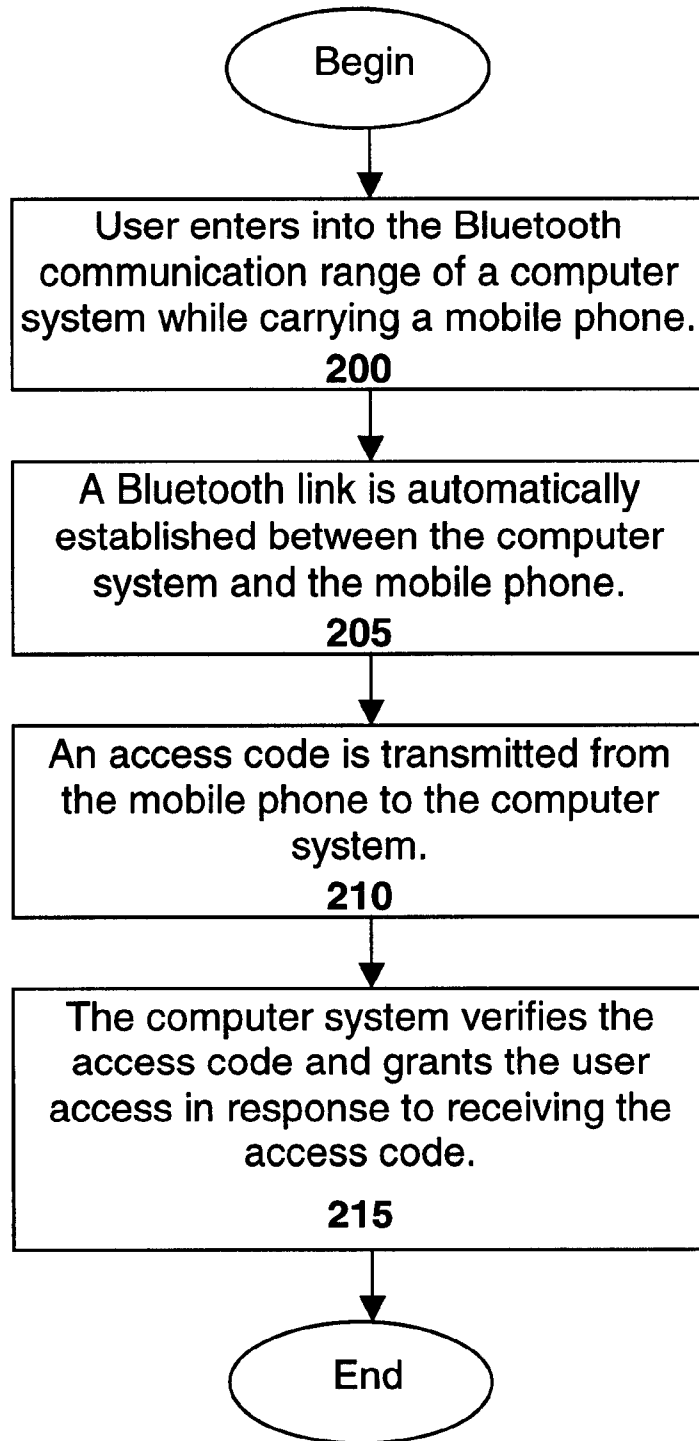 Begin
User enters into the Bluetooth
communication range of a computer
system while carrying a mobile phone.
200
A Bluetooth link is automatically
established between the computer
system and the mobile phone.
205
An access code is transmitted from
the mobile phone to the computer
system.
210
The computer system verifies the
access code and grants the user
access in response to receiving the
access code.
215
End